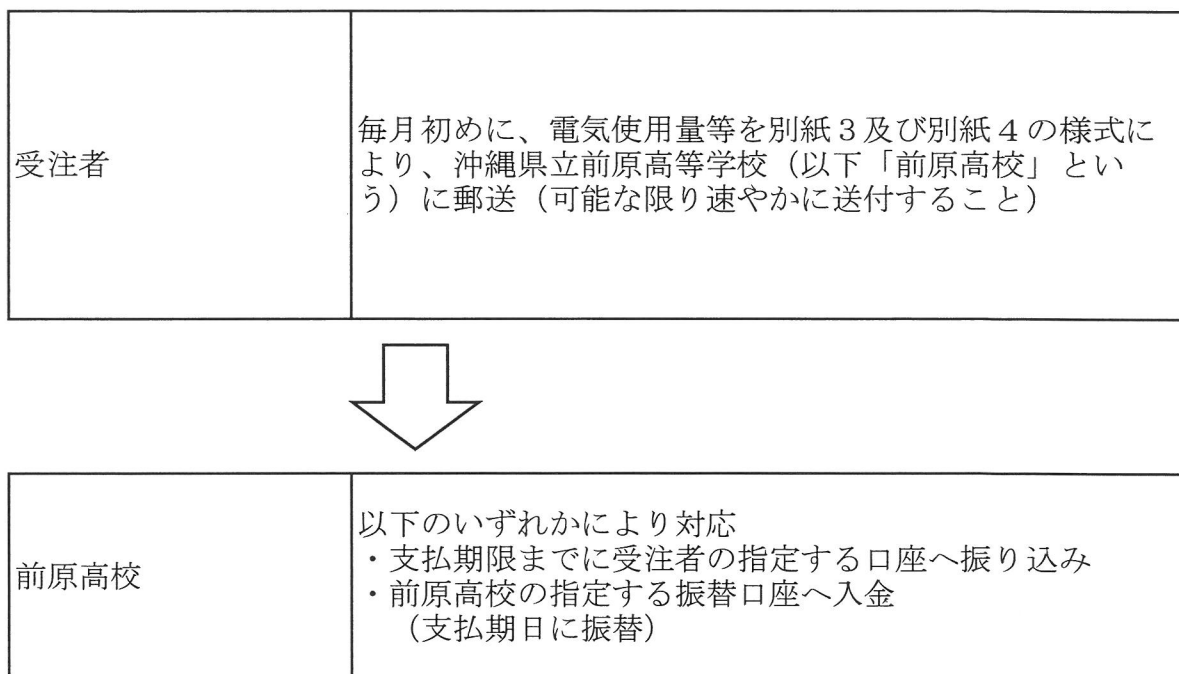 受注者
毎月初めに、電気使用量等を別紙３及び別紙４の様式に
より、沖縄県立前原高等学校（以下「前原高校」とい
う）に郵送（可能な限り速やかに送付すること）
前原高校
以下のいずれかにより対応
・支払期限までに受注者の指定する口座へ振り込み
・前原高校の指定する振替口座へ入金
（支払期日に振替）